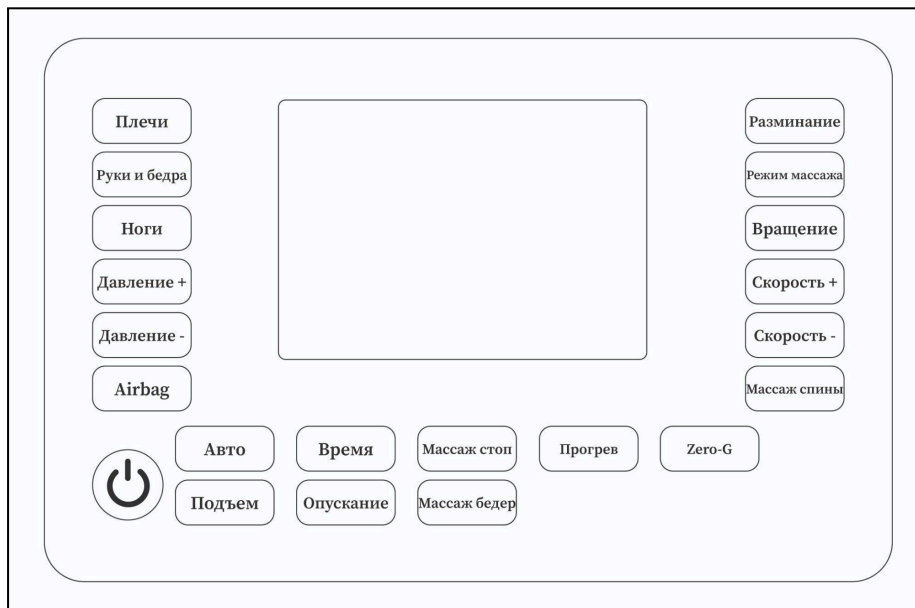 Плечи
Руки и бедра
Ноги
Давление +
Давление -
Airbag
Разминание
Режим массажа
Вращение
Скорость +
Скорость -
Массаж спины
Авто
Время
Массаж стоп
Прогрев
Zero-G
Подъем
Опускание
Массаж бедер